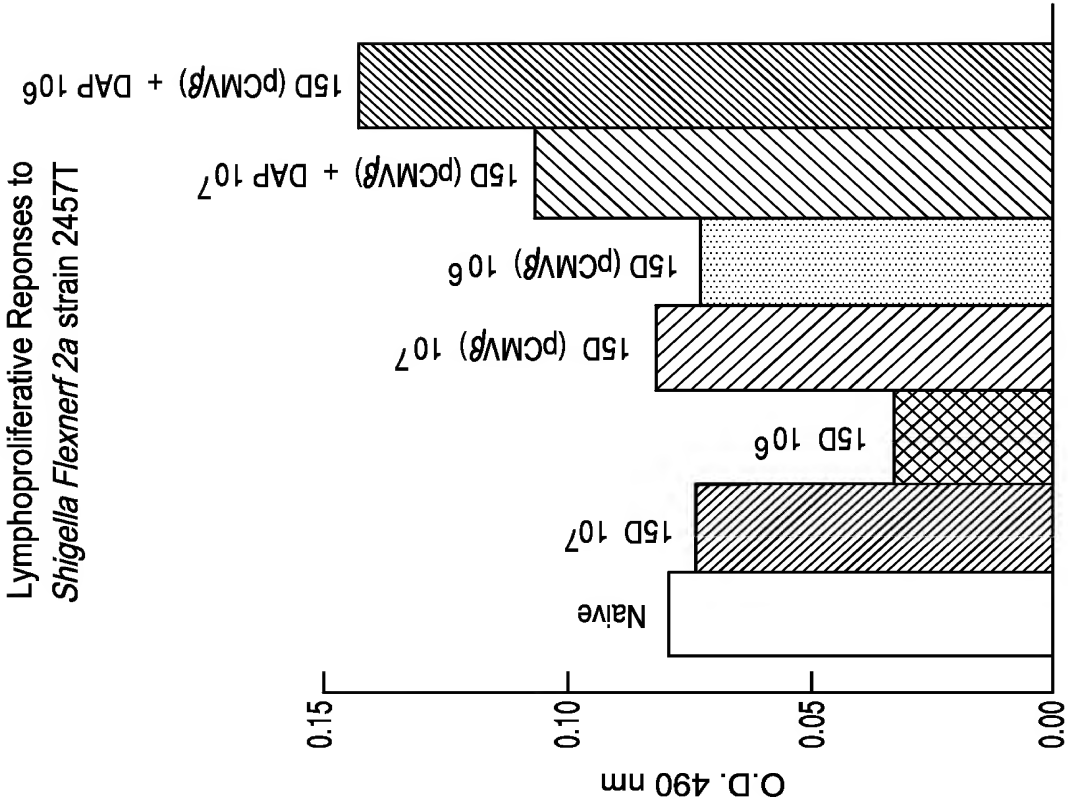 Lymphoproliferative Reponses to
Shigella Flexnerf 2a strain 2457T
O.D. 490 nm
0.15
0.10
0.05
0.00
Naive
15D 10⁷
15D 10⁶
15D (pCMVβ) 10⁷
15D (pCMVβ) 10⁶
15D (pCMVβ) + DAP 10⁷
15D (pCMVβ) + DAP 10⁶